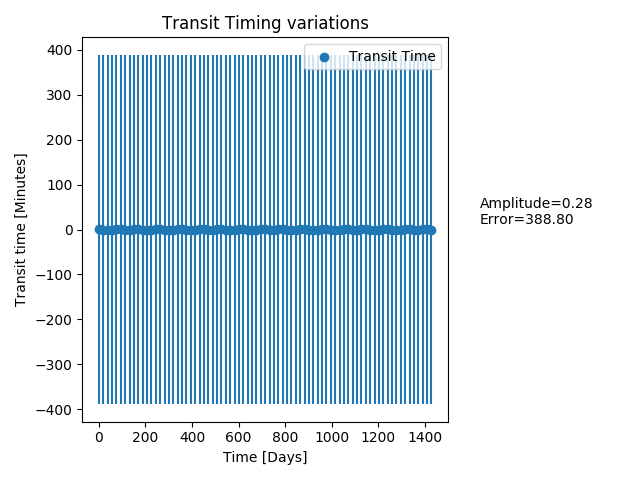 Transit Timing variations
Transit Time
400
300
200
100
0
−100
−200
−300
−400
Transit time [Minutes]
0 200 400 600 800 1000 1200 1400
Time [Days]
Amplitude=0.28
Error=388.80